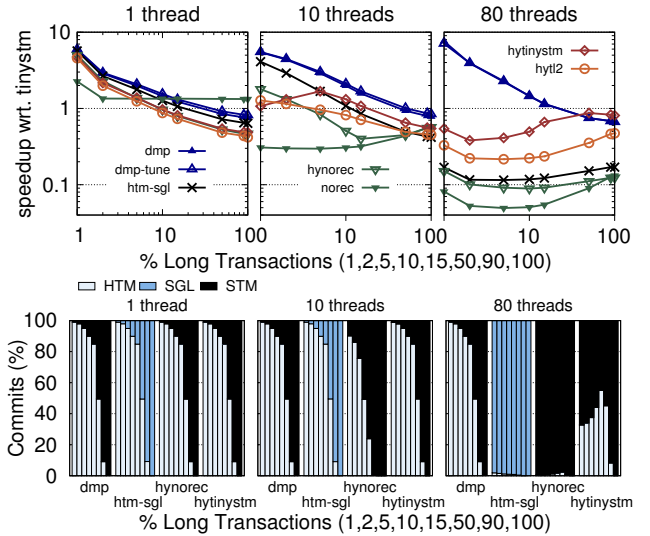 1 thread 10 threads 80 threads
speedup wrt. tinystm
10
1
0.1
dmp
dmp-tune
htm-sgl
hynorec
norec
hytinystm
hytl2
1 10 100 10 100 10 100
% Long Transactions (1,2,5,10,15,50,90,100)
HTM SGL STM
1 thread 10 threads 80 threads
Commits (%)
100
80
60
40
20
0
dmp hynorec dmp hynorec dmp hynorec
htm-sgl hytinystm htm-sgl hytinystm htm-sgl hytinystm
% Long Transactions (1,2,5,10,15,50,90,100)